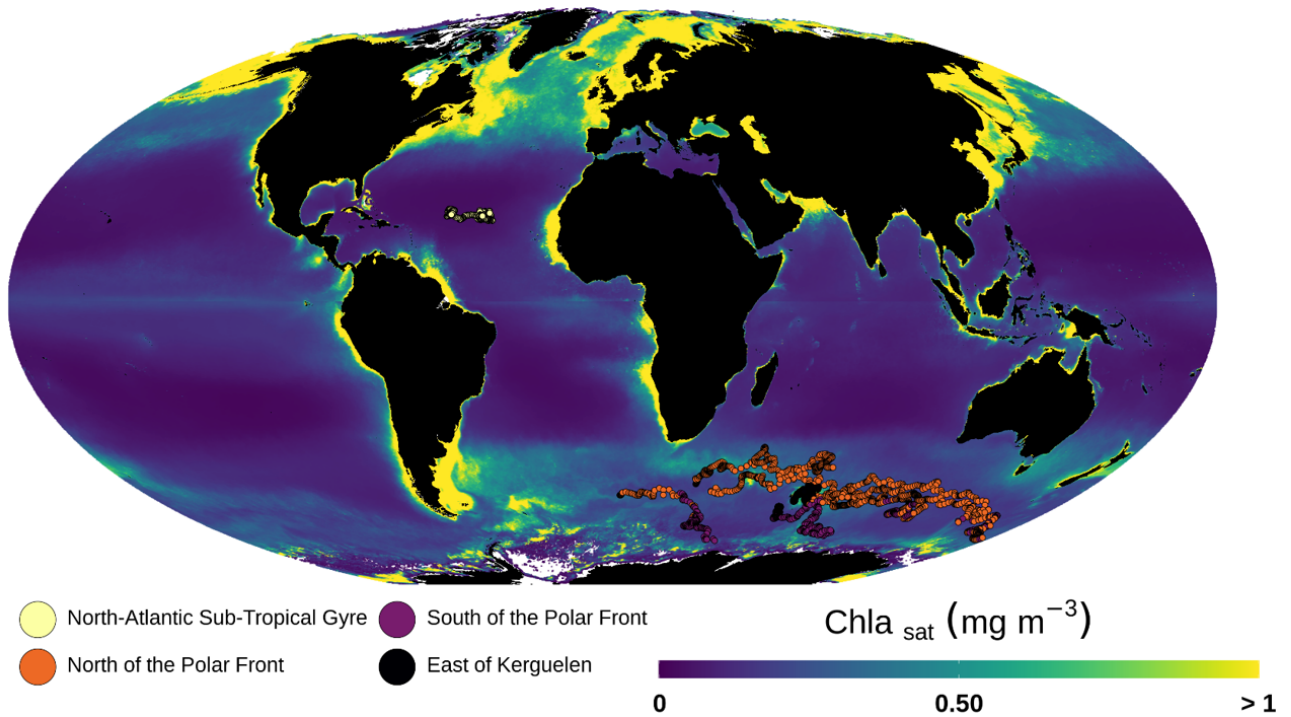 North-Atlantic Sub-Tropical Gyre
South of the Polar Front
North of the Polar Front
East of Kerguelen
Chla sat (mg m−3)
0 0.50 > 1